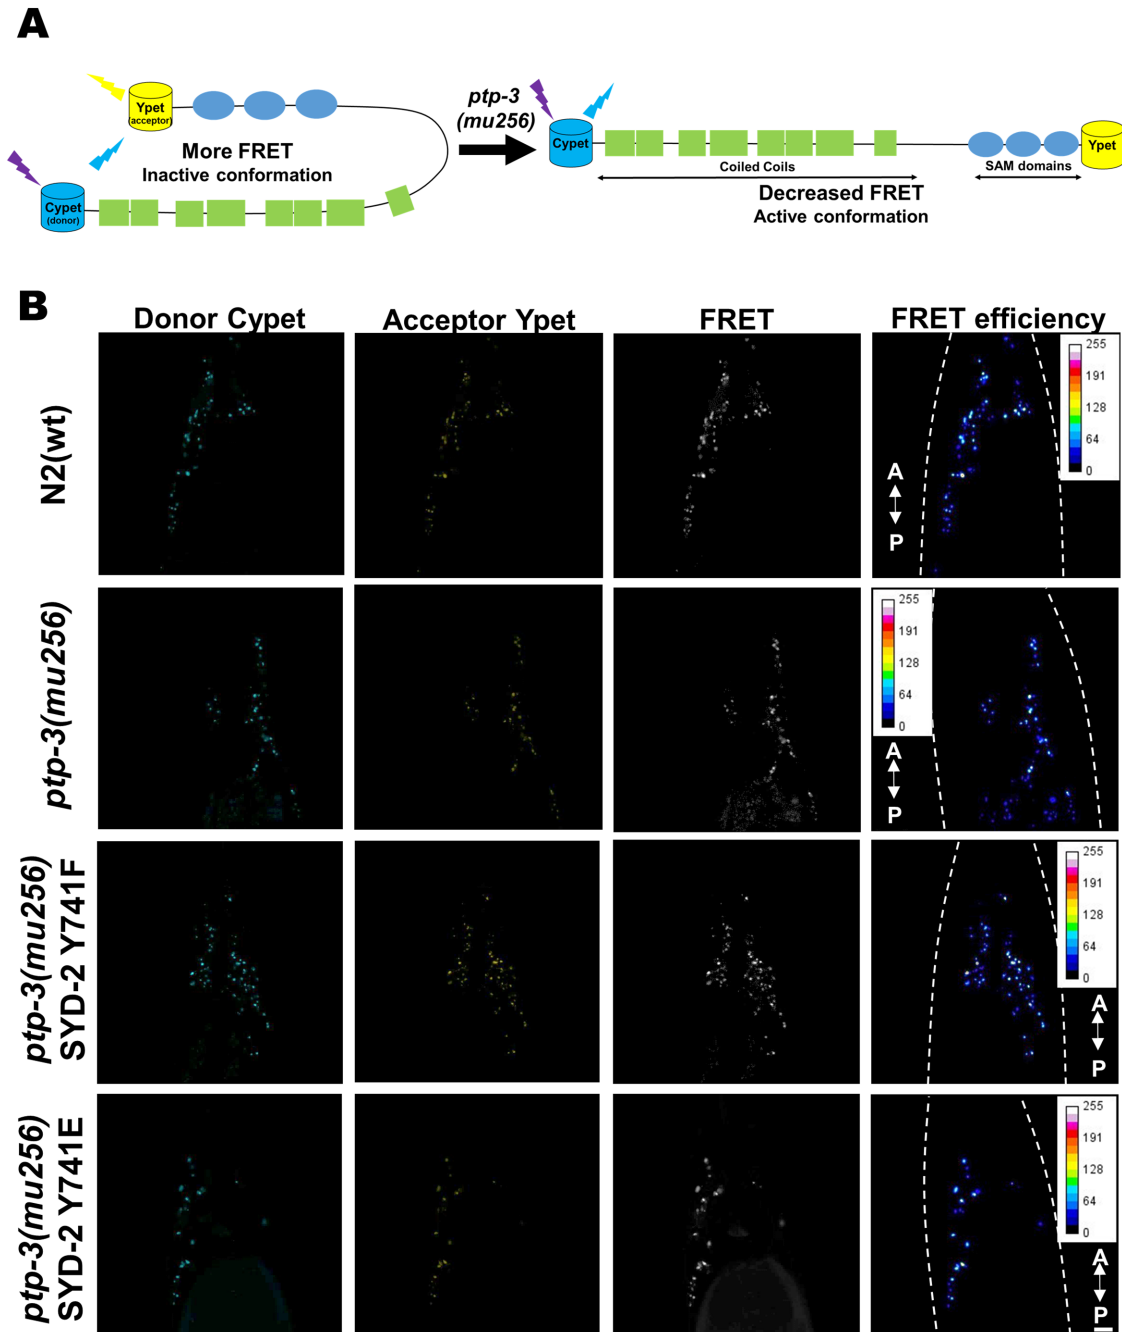 A
Ypet
(acceptor)
More FRET
Inactive conformation
Cypet
(donor)
ptp-3
(mu256)
Cypet
Ypet
Coiled Coils
SAM domains
Decreased FRET
Active conformation
B
Donor Cypet
Acceptor Ypet
FRET
FRET efficiency
N2(wt)
255
191
128
64
0
A
P
ptp-3(mu256)
255
191
128
64
0
A
P
ptp-3(mu256)
SYD-2 Y741F
255
191
128
64
0
A
P
ptp-3(mu256)
SYD-2 Y741E
255
191
128
64
0
A
P